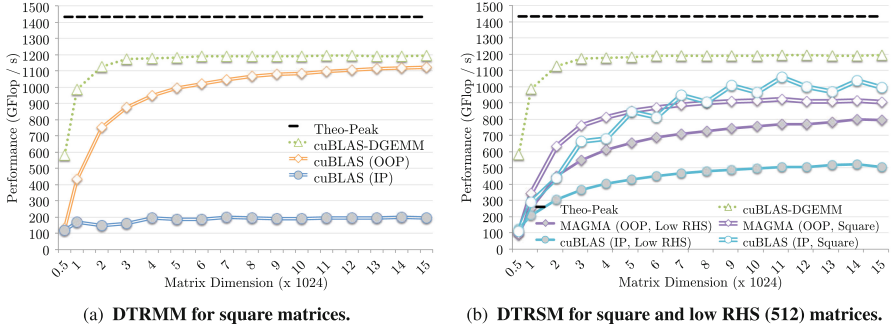 1500
1400
1300
1200
1100
1000
900
800
700
600
500
400
300
200
100
0
Performance (GFlop / s)
Theo-Peak
cuBLAS-DGEMM
cuBLAS (OOP)
cuBLAS (IP)
0.5 1 2 3 4 5 6 7 8 9 10 11 12 13 14 15
Matrix Dimension (x 1024)
(a) DTRMM for square matrices.
1500
1400
1300
1200
1100
1000
900
800
700
600
500
400
300
200
100
0
Performance (GFlop / s)
Theo-Peak cuBLAS-DGEMM
MAGMA (OOP, Low RHS) MAGMA (OOP, Square)
cuBLAS (IP, Low RHS) cuBLAS (IP, Square)
0.5 1 2 3 4 5 6 7 8 9 10 11 12 13 14 15
Matrix Dimension (x 1024)
(b) DTRSM for square and low RHS (512) matrices.